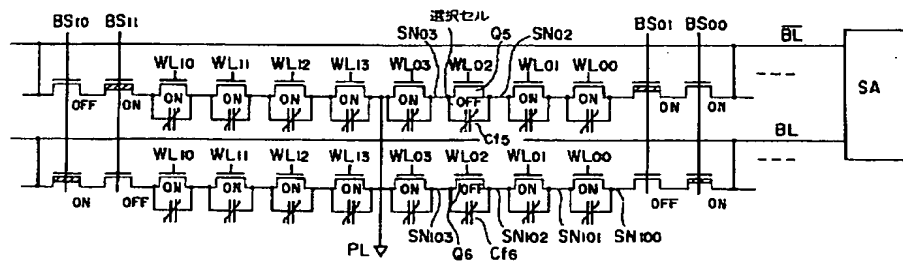 選択セル
BS10 BS11 SN03 Q5 SN02 BS01 BS00
BL
WL10 WL11 WL12 WL13 WL03 WL02 WL01 WL00
SA
ON ON ON ON ON OFF ON ON
OFF ON ON ON
Cf5
BL
WL10 WL11 WL12 WL13 WL03 WL02 WL01 WL00
ON ON ON ON ON OFF ON ON
ON OFF OFF ON
SN103 SN102 SN101 SN100
PL Q6 Cf6